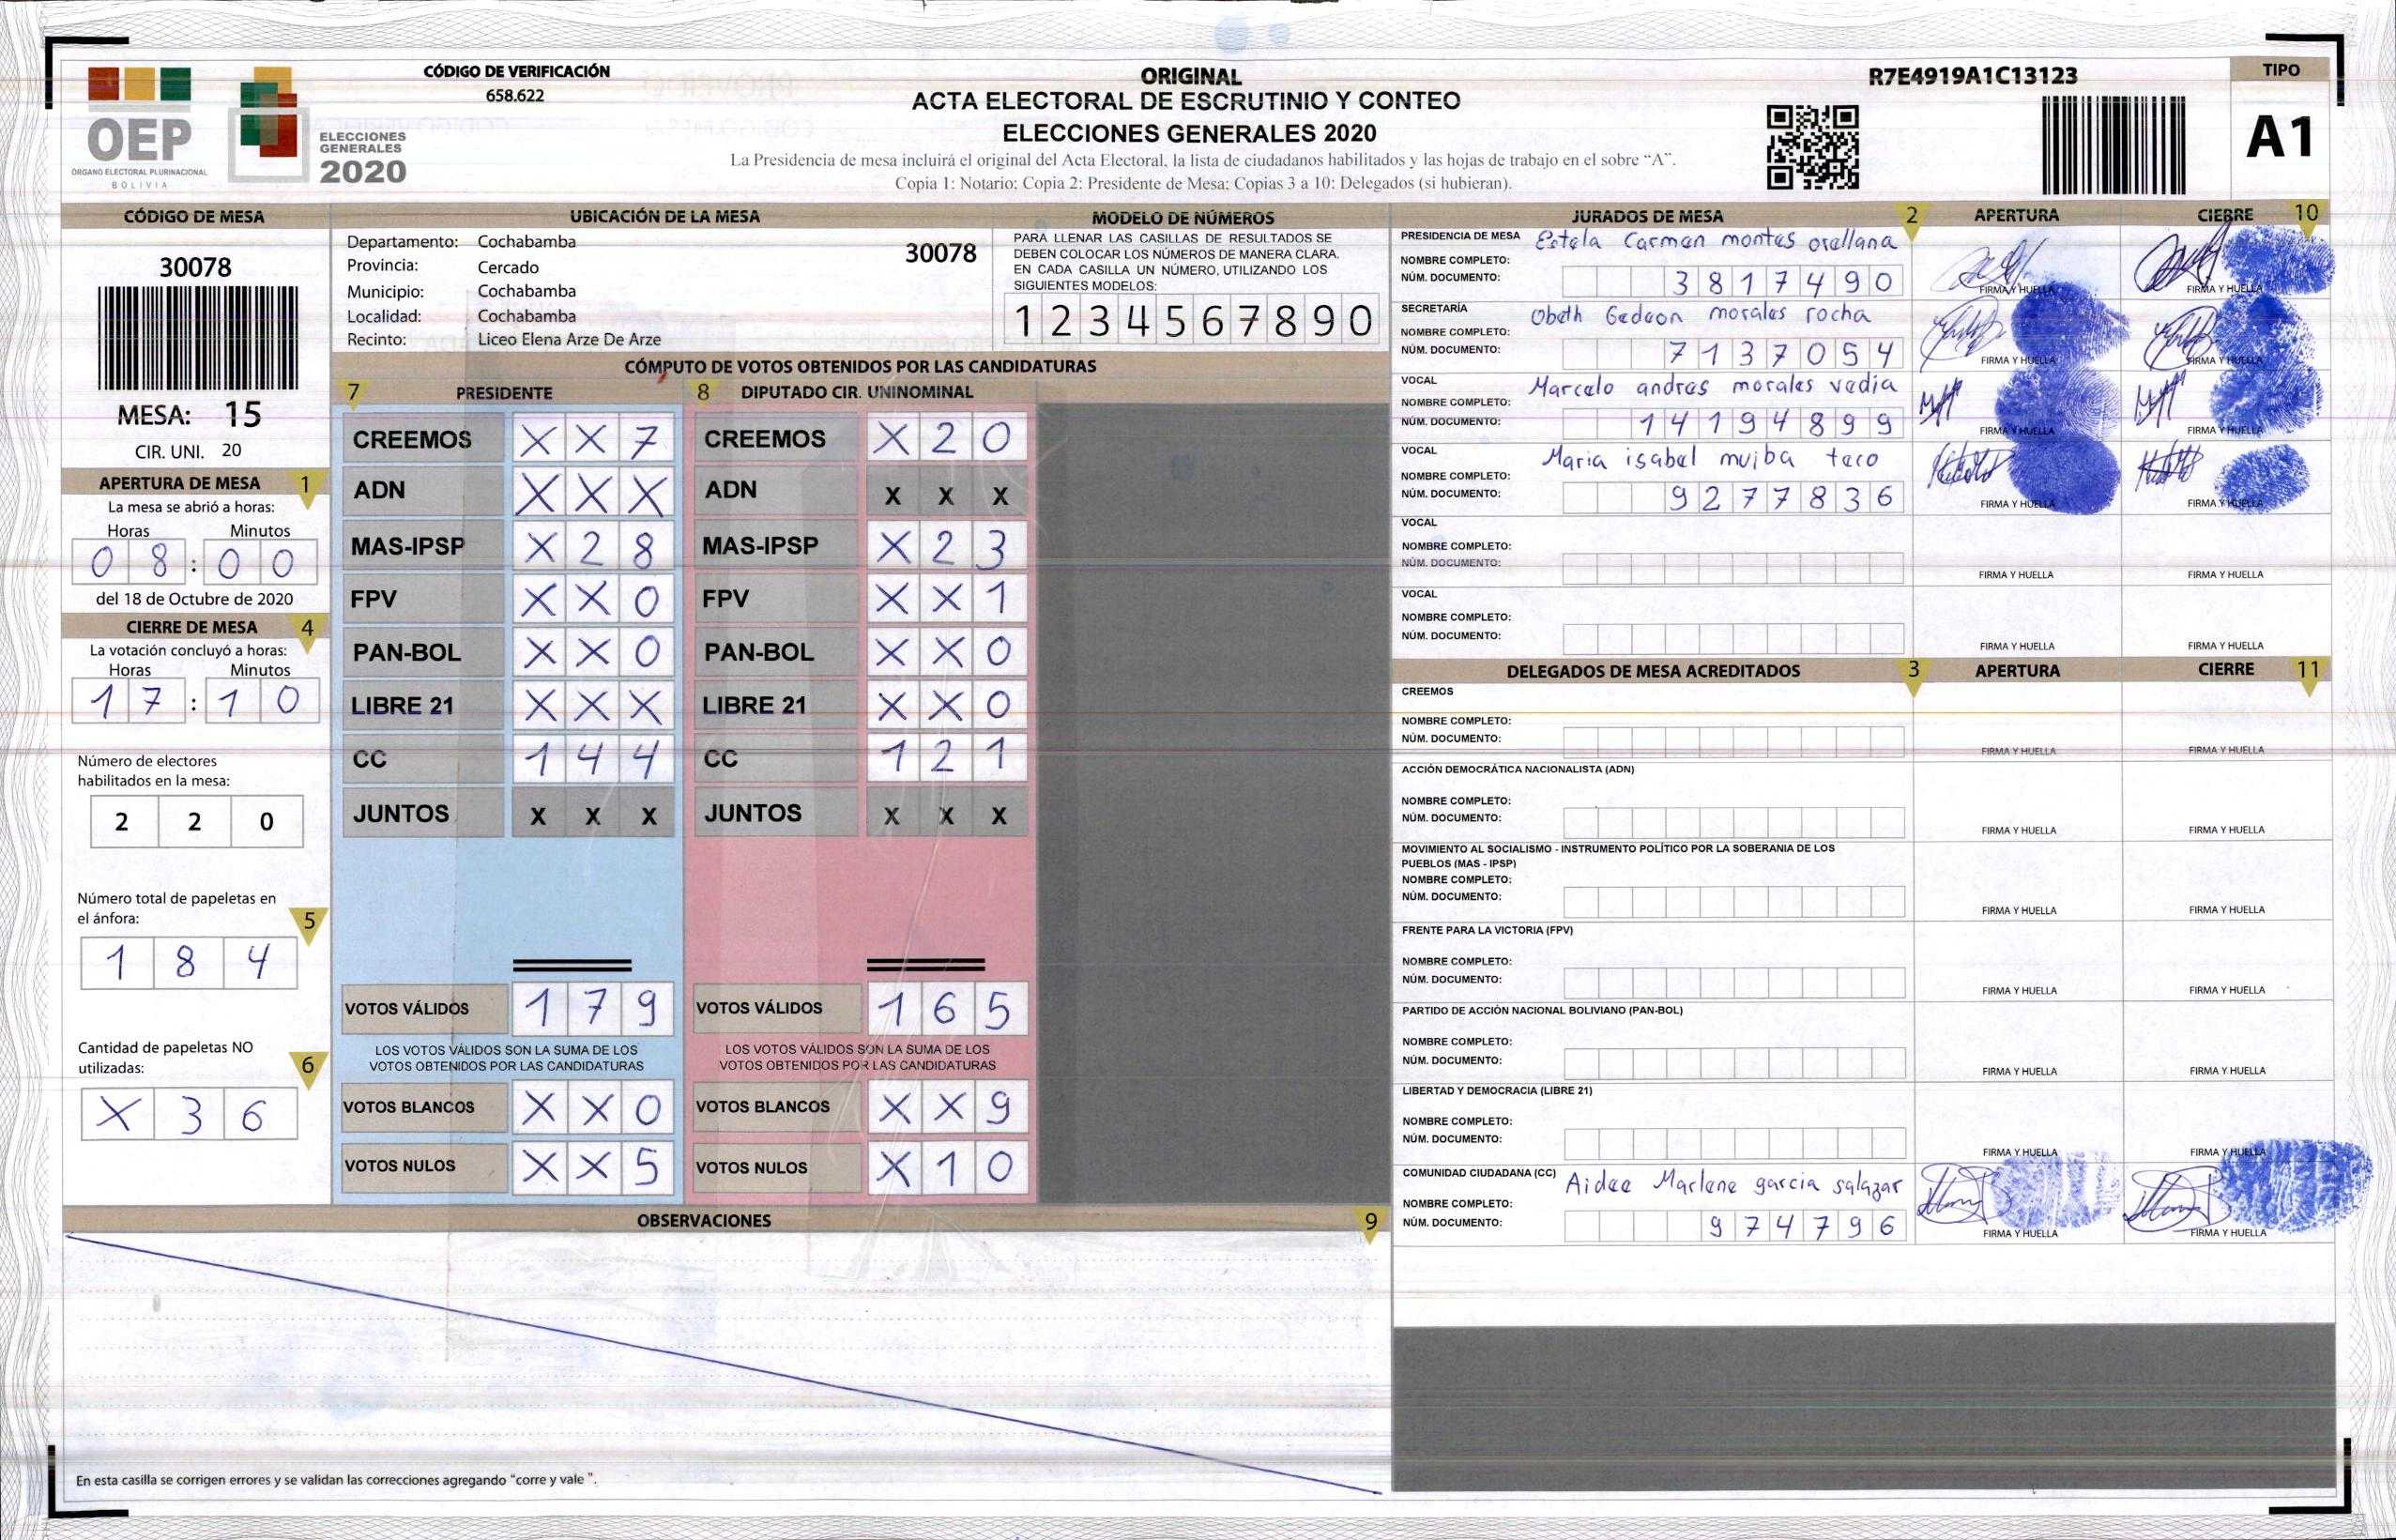 OEP
ÓRGANO ELECTORAL PLURINACIONAL
BOLIVIA
ELECCIONES
GENERALES
2020
CÓDIGO DE VERIFICACIÓN
658.622
ORIGINAL
ACTA ELECTORAL DE ESCRUTINIO Y CONTEO
ELECCIONES GENERALES 2020
La Presidencia de mesa incluirá el original del Acta Electoral, la lista de ciudadanos habilitados y las hojas de trabajo en el sobre “A”.
Copia 1: Notario; Copia 2: Presidente de Mesa; Copias 3 a 10: Delegados (si hubieran).
R7E4919A1C13123
TIPO
A1
CÓDIGO DE MESA
30078
MESA: 15
CIR. UNI. 20
APERTURA DE MESA 1
La mesa se abrió a horas:
Horas Minutos
0 8 : 0 0
del 18 de Octubre de 2020
CIERRE DE MESA 4
La votación concluyó a horas:
Horas Minutos
1 7 : 1 0
Número de electores
habilitados en la mesa:
2 2 0
Número total de papeletas en
el ánfora: 5
1 8 4
Cantidad de papeletas NO
utilizadas: 6
X 3 6
UBICACIÓN DE LA MESA
Departamento: Cochabamba 30078
Provincia: Cercado
Municipio: Cochabamba
Localidad: Cochabamba
Recinto: Liceo Elena Arze De Arze
MODELO DE NÚMEROS
PARA LLENAR LAS CASILLAS DE RESULTADOS SE
DEBEN COLOCAR LOS NÚMEROS DE MANERA CLARA.
EN CADA CASILLA UN NÚMERO, UTILIZANDO LOS
SIGUIENTES MODELOS:
1 2 3 4 5 6 7 8 9 0
CÓMPUTO DE VOTOS OBTENIDOS POR LAS CANDIDATURAS
7 PRESIDENTE 8 DIPUTADO CIR. UNINOMINAL
CREEMOS X X 7 CREEMOS X 2 0
ADN X X X ADN X X X
MAS-IPSP X 2 8 MAS-IPSP X 2 3
FPV X X 0 FPV X X 1
PAN-BOL X X 0 PAN-BOL X X 0
LIBRE 21 X X X LIBRE 21 X X 0
CC 1 4 4 CC 1 2 1
JUNTOS X X X JUNTOS X X X
VOTOS VÁLIDOS 1 7 9 VOTOS VÁLIDOS 1 6 5
LOS VOTOS VÁLIDOS SON LA SUMA DE LOS LOS VOTOS VÁLIDOS SON LA SUMA DE LOS
VOTOS OBTENIDOS POR LAS CANDIDATURAS VOTOS OBTENIDOS POR LAS CANDIDATURAS
VOTOS BLANCOS X X 0 VOTOS BLANCOS X X 9
VOTOS NULOS X X 5 VOTOS NULOS X 1 0
OBSERVACIONES 9
En esta casilla se corrigen errores y se validan las correcciones agregando "corre y vale ".
JURADOS DE MESA 2 APERTURA CIERRE 10
PRESIDENCIA DE MESA Estela Carman montas orallana
NOMBRE COMPLETO:
NÚM. DOCUMENTO: 3 8 1 7 4 9 0 FIRMA Y HUELLA FIRMA Y HUELLA
SECRETARÍA Obeth Gedeon morales rocha
NOMBRE COMPLETO:
NÚM. DOCUMENTO: 7 1 3 7 0 5 4 FIRMA Y HUELLA FIRMA Y HUELLA
VOCAL Marcelo andras morales vadia
NOMBRE COMPLETO:
NÚM. DOCUMENTO: 1 4 1 9 4 8 9 9 FIRMA Y HUELLA FIRMA Y HUELLA
VOCAL Maria isabel muiba taco
NOMBRE COMPLETO:
NÚM. DOCUMENTO: 9 2 7 7 8 3 6 FIRMA Y HUELLA FIRMA Y HUELLA
VOCAL
NOMBRE COMPLETO:
NÚM. DOCUMENTO: FIRMA Y HUELLA FIRMA Y HUELLA
VOCAL
NOMBRE COMPLETO:
NÚM. DOCUMENTO: FIRMA Y HUELLA FIRMA Y HUELLA
DELEGADOS DE MESA ACREDITADOS 3 APERTURA CIERRE 11
CREEMOS
NOMBRE COMPLETO:
NÚM. DOCUMENTO: FIRMA Y HUELLA FIRMA Y HUELLA
ACCIÓN DEMOCRÁTICA NACIONALISTA (ADN)
NOMBRE COMPLETO:
NÚM. DOCUMENTO: FIRMA Y HUELLA FIRMA Y HUELLA
MOVIMIENTO AL SOCIALISMO - INSTRUMENTO POLÍTICO POR LA SOBERANIA DE LOS
PUEBLOS (MAS - IPSP)
NOMBRE COMPLETO:
NÚM. DOCUMENTO: FIRMA Y HUELLA FIRMA Y HUELLA
FRENTE PARA LA VICTORIA (FPV)
NOMBRE COMPLETO:
NÚM. DOCUMENTO: FIRMA Y HUELLA FIRMA Y HUELLA
PARTIDO DE ACCIÓN NACIONAL BOLIVIANO (PAN-BOL)
NOMBRE COMPLETO:
NÚM. DOCUMENTO: FIRMA Y HUELLA FIRMA Y HUELLA
LIBERTAD Y DEMOCRACIA (LIBRE 21)
NOMBRE COMPLETO:
NÚM. DOCUMENTO: FIRMA Y HUELLA FIRMA Y HUELLA
COMUNIDAD CIUDADANA (CC) Aidee Marlene garcia salazar
NOMBRE COMPLETO:
NÚM. DOCUMENTO: 9 7 4 7 9 6 FIRMA Y HUELLA FIRMA Y HUELLA